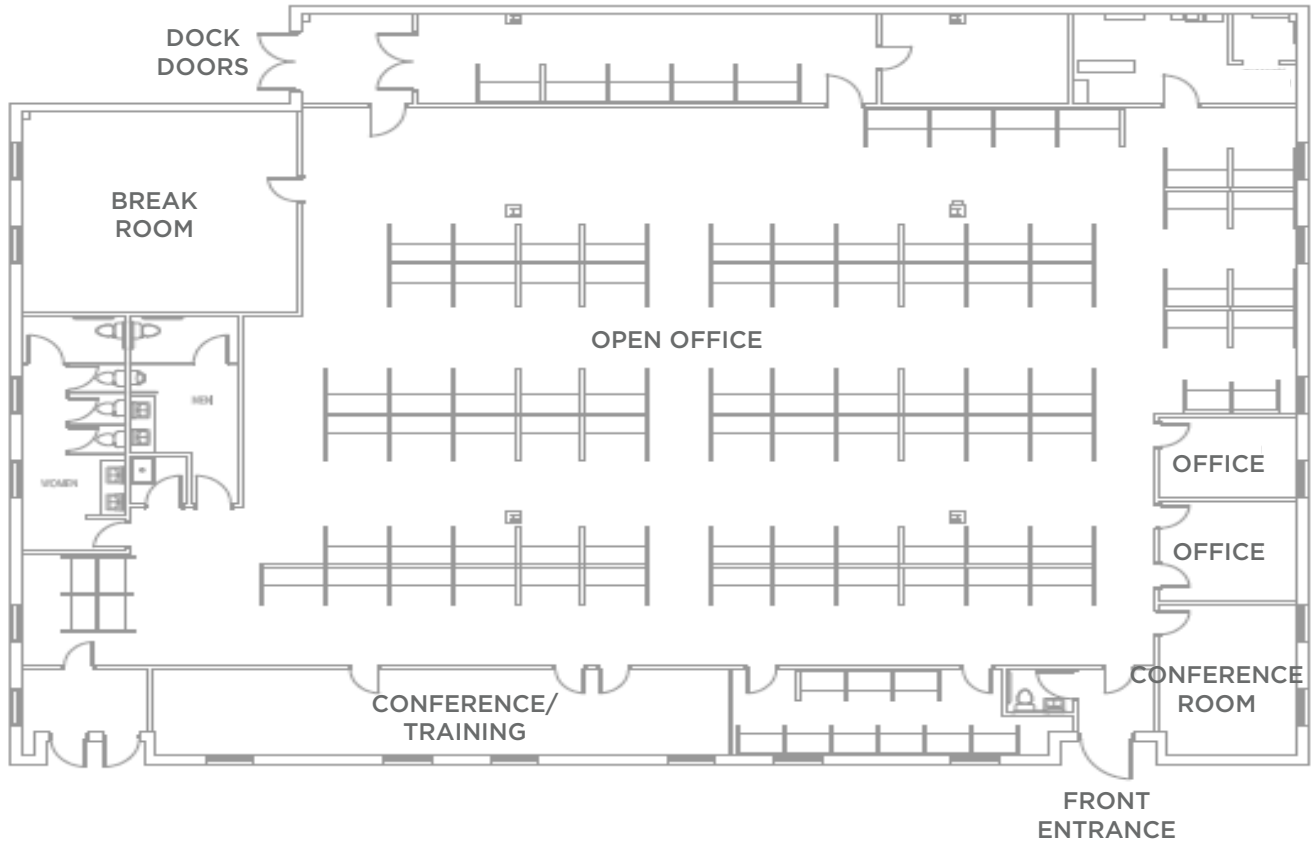 DOCK
DOORS
BREAK
ROOM
OPEN OFFICE
MEN
WOMEN
OFFICE
OFFICE
CONFERENCE
ROOM
CONFERENCE/
TRAINING
FRONT
ENTRANCE